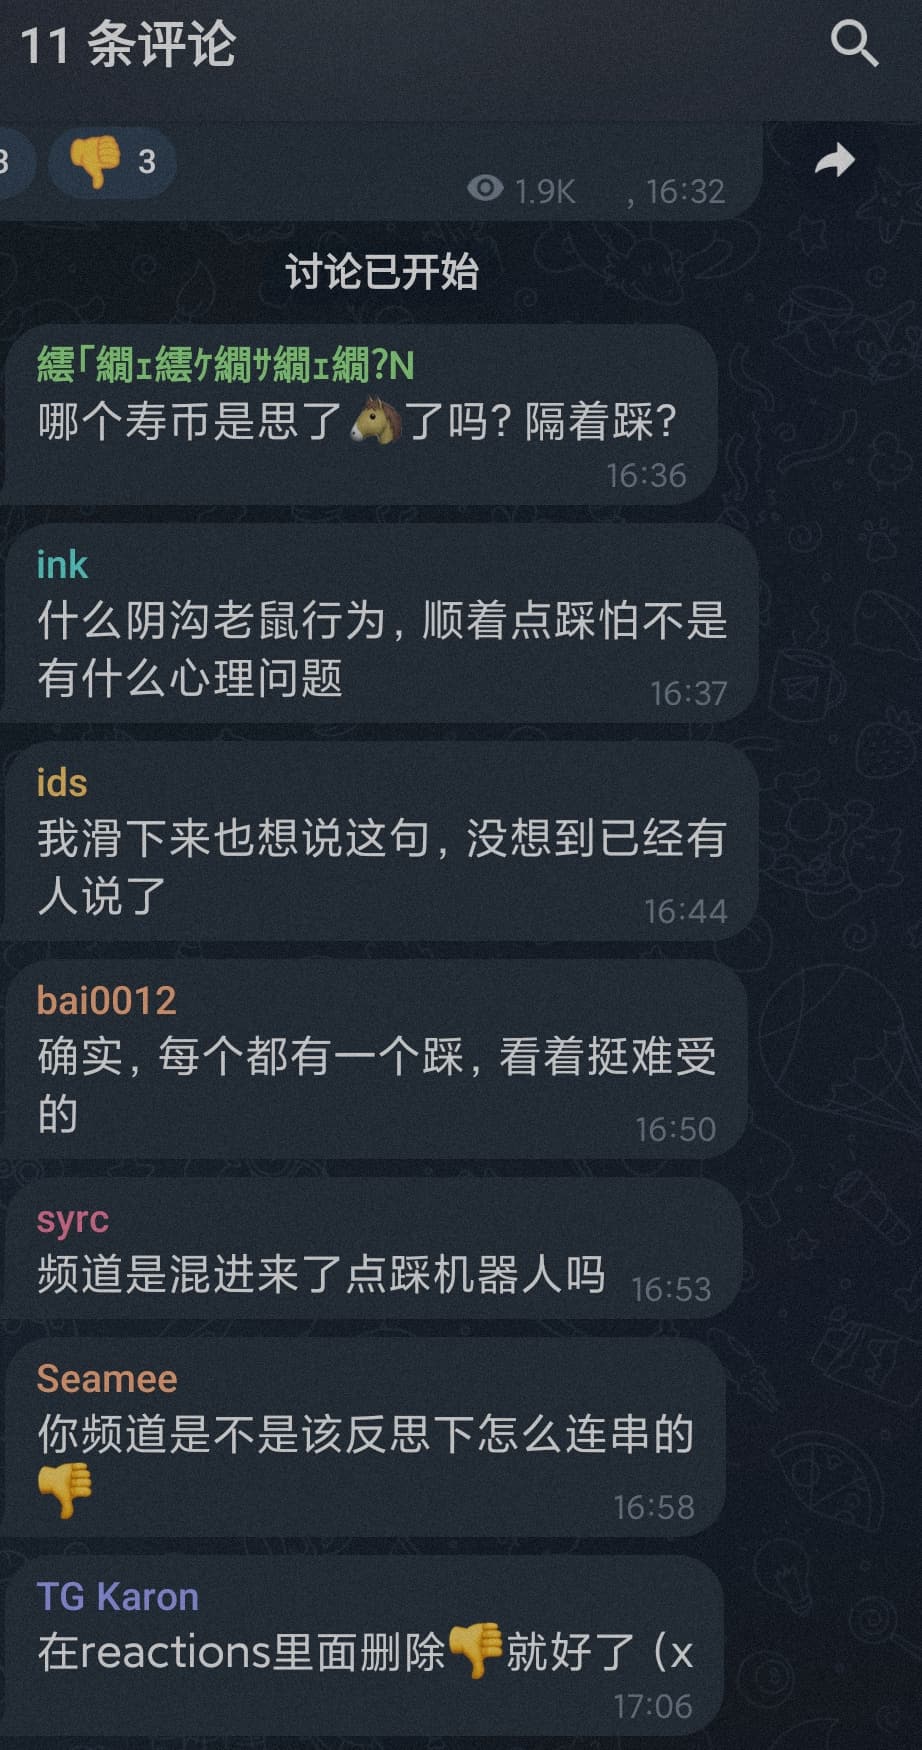 11 条评论
3
👎 3
1.9K , 16:32
讨论已开始
繧「繝ｪ繧ｹ繝ｻ繝ｪ繝?N
哪个寿币是思了🐴了吗? 隔着踩?
16:36
ink
什么阴沟老鼠行为, 顺着点踩怕不是
有什么心理问题
16:37
ids
我滑下来也想说这句, 没想到已经有
人说了
16:44
bai0012
确实, 每个都有一个踩, 看着挺难受
的
16:50
syrc
频道是混进来了点踩机器人吗
16:53
Seamee
你频道是不是该反思下怎么连串的
👎
16:58
TG Karon
在reactions里面删除👎就好了 (x
17:06